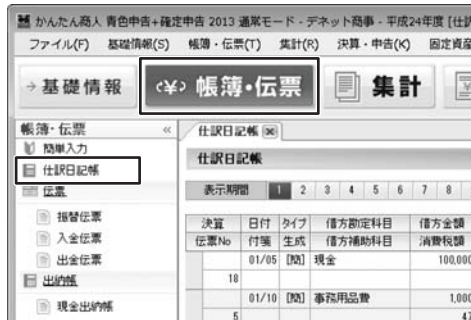 かんたん商人 青色申告+確定申告 2013 通常モード - デネット商事 - 平成24年度 [仕訳
ファイル(F) 基礎情報(S) 帳簿・伝票(T) 集計(R) 決算・申告(K) 固定資産
基礎情報 帳簿・伝票 集計
帳簿・伝票 «
簡単入力
仕訳日記帳
伝票
振替伝票
入金伝票
出金伝票
出納帳
現金出納帳
仕訳日記帳
仕訳日記帳
表示期間 1 2 3 4 5 6 7 8
決算 日付 タイプ 借方勘定科目 借方金額
伝票No 付箋 生成 借方補助科目 消費税額
01/05 [簡] 現金 100,000
18
01/10 [簡] 事務用品費 1,000
5 47